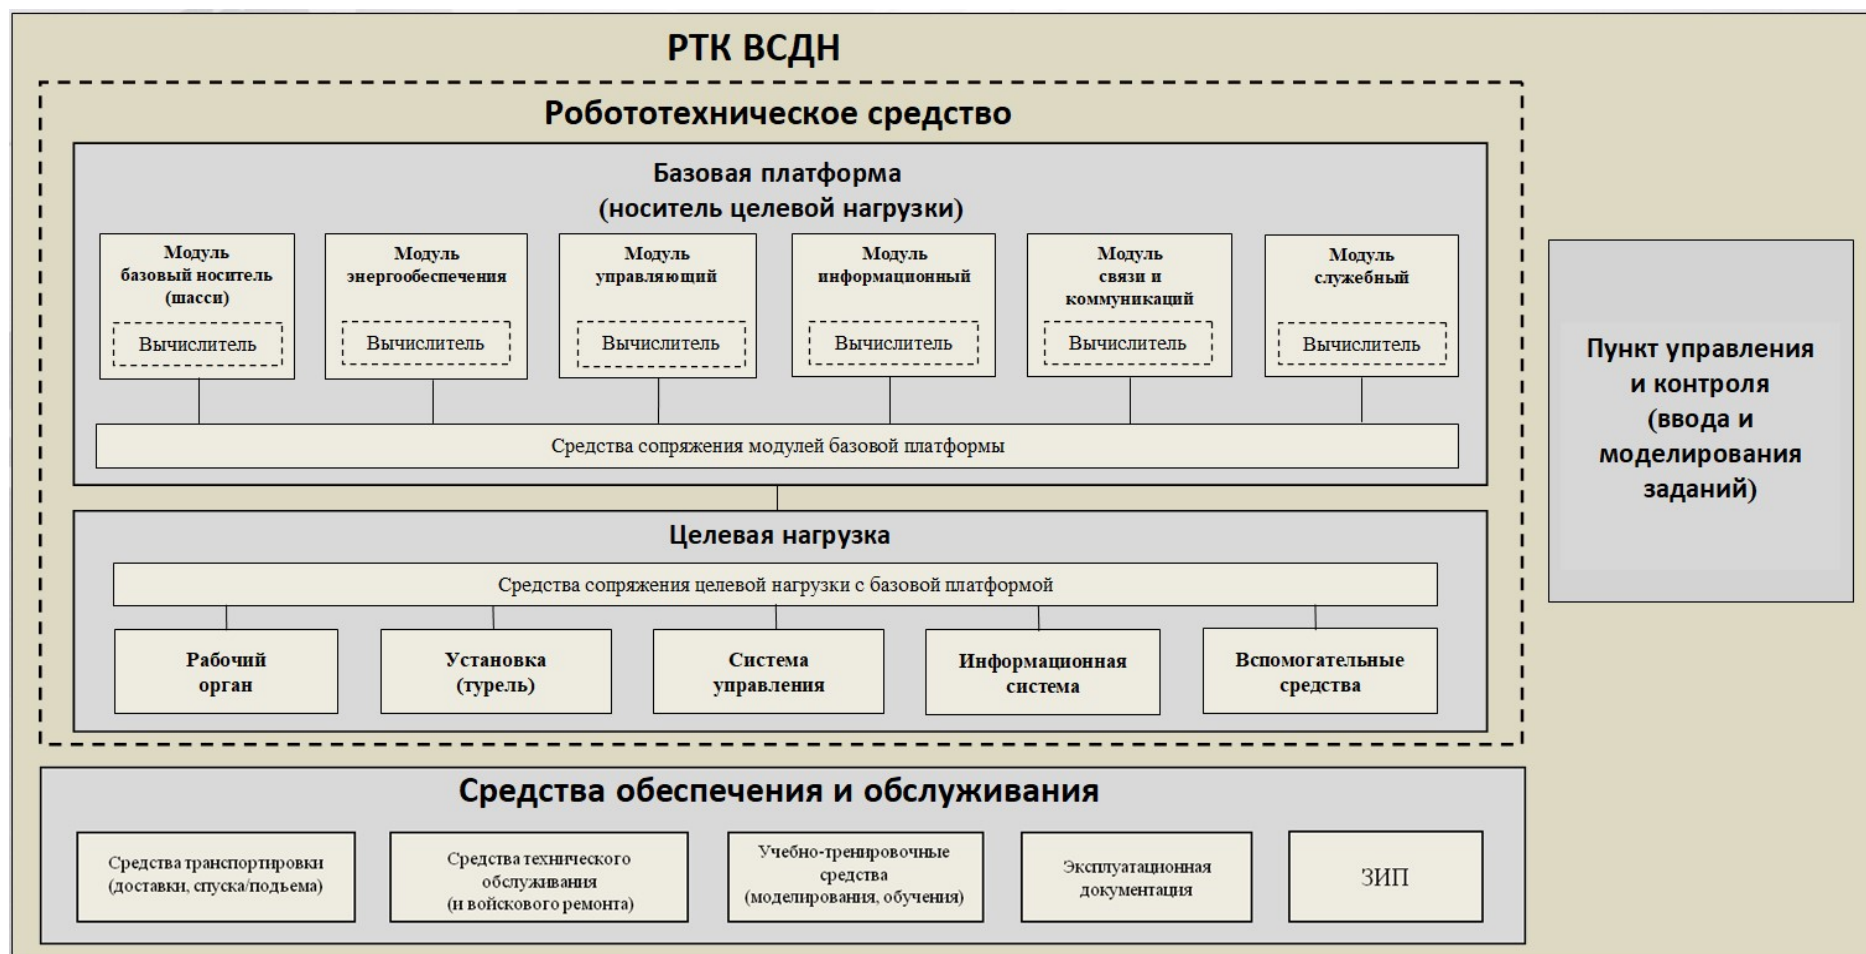 РТК ВСДН
Робототехническое средство
Базовая платформа
(носитель целевой нагрузки)
Модуль
базовый носитель
(шасси)
Вычислитель
Модуль
энергообеспечения
Вычислитель
Модуль
управляющий
Вычислитель
Модуль
информационный
Вычислитель
Модуль
связи и
коммуникаций
Вычислитель
Модуль
служебный
Вычислитель
Средства сопряжения модулей базовой платформы
Целевая нагрузка
Средства сопряжения целевой нагрузки с базовой платформой
Рабочий
орган
Установка
(турель)
Система
управления
Информационная
система
Вспомогательные
средства
Пункт управления
и контроля
(ввода и
моделирования
заданий)
Средства обеспечения и обслуживания
Средства транспортировки
(доставки, спуска/подьема)
Средства технического
обслуживания
(и войскового ремонта)
Учебно-тренировочные
средства
(моделирования, обучения)
Эксплуатационная
документация
ЗИП